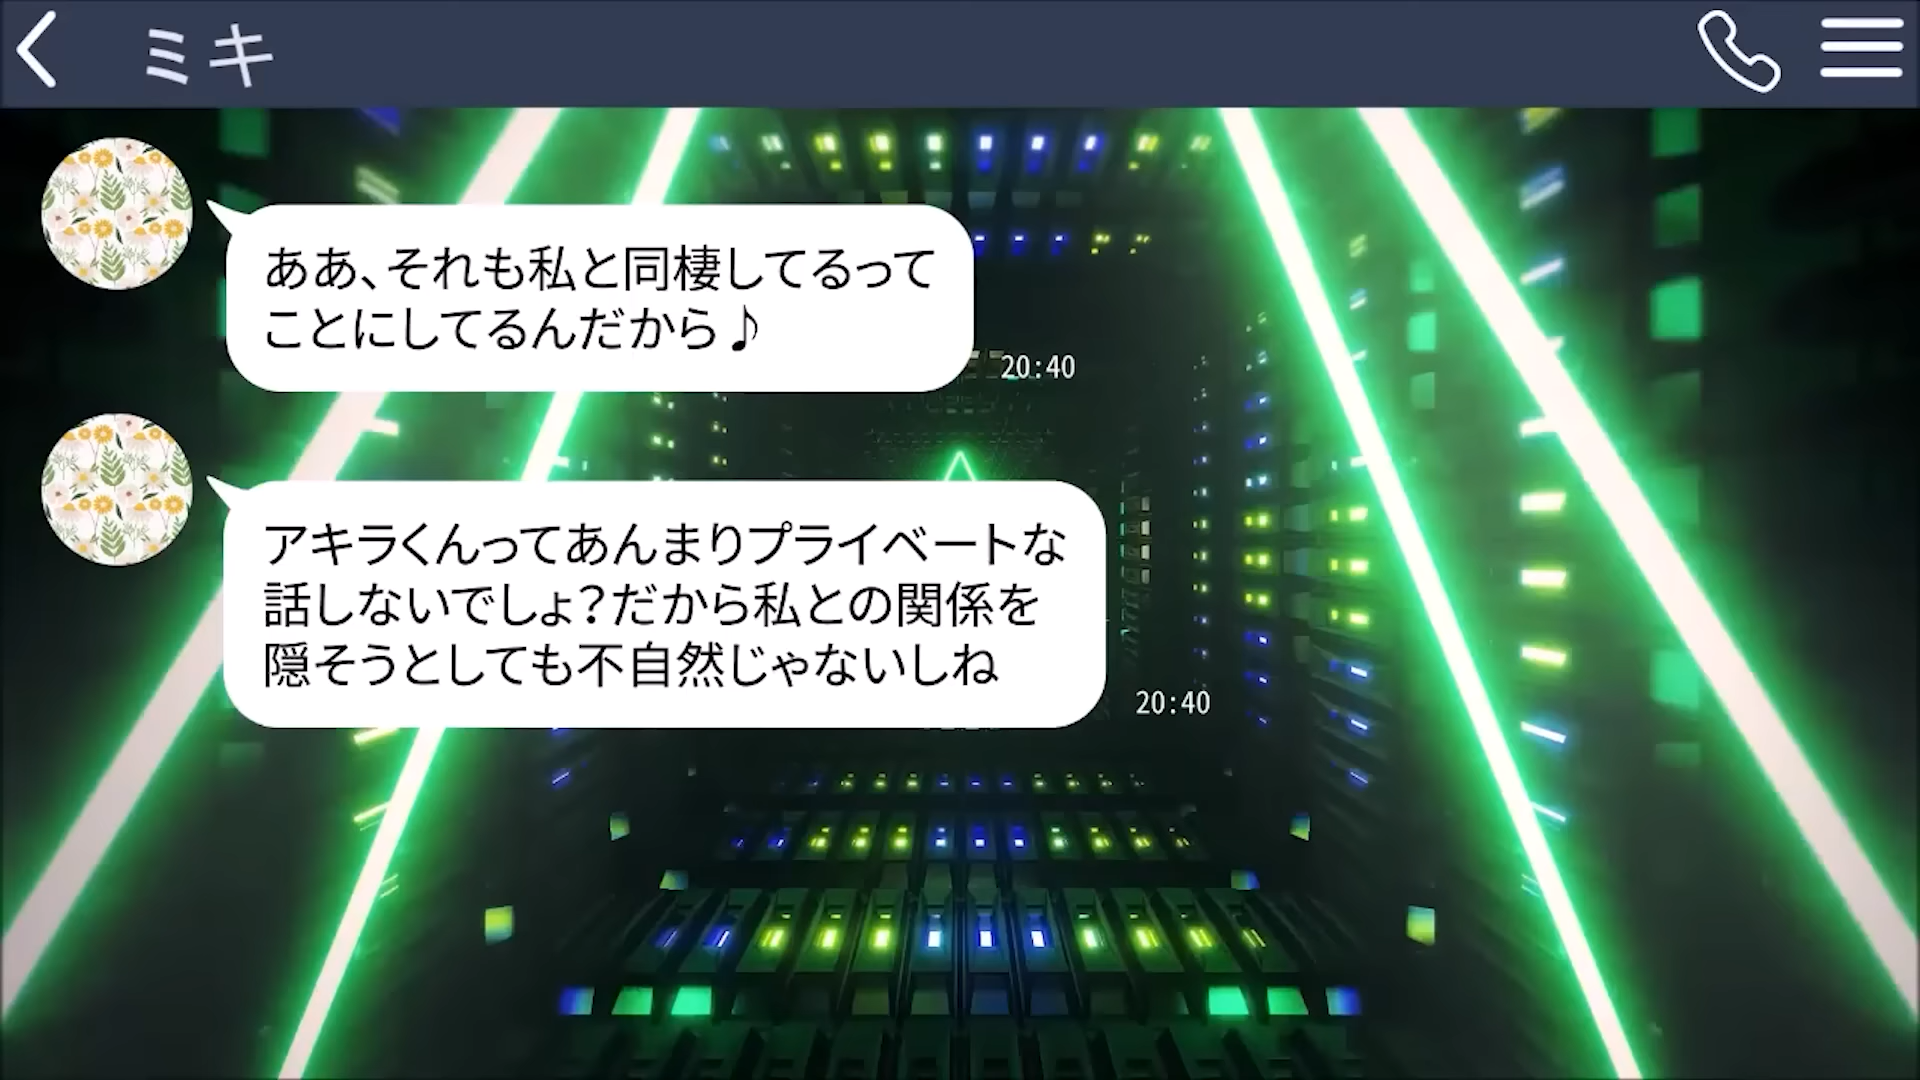 ミキ
ああ、それも私と同棲してるって
ことにしてるんだから♪
20:40
アキラくんってあんまりプライベートな
話しないでしょ？だから私との関係を
隠そうとしても不自然じゃないしね
20:40